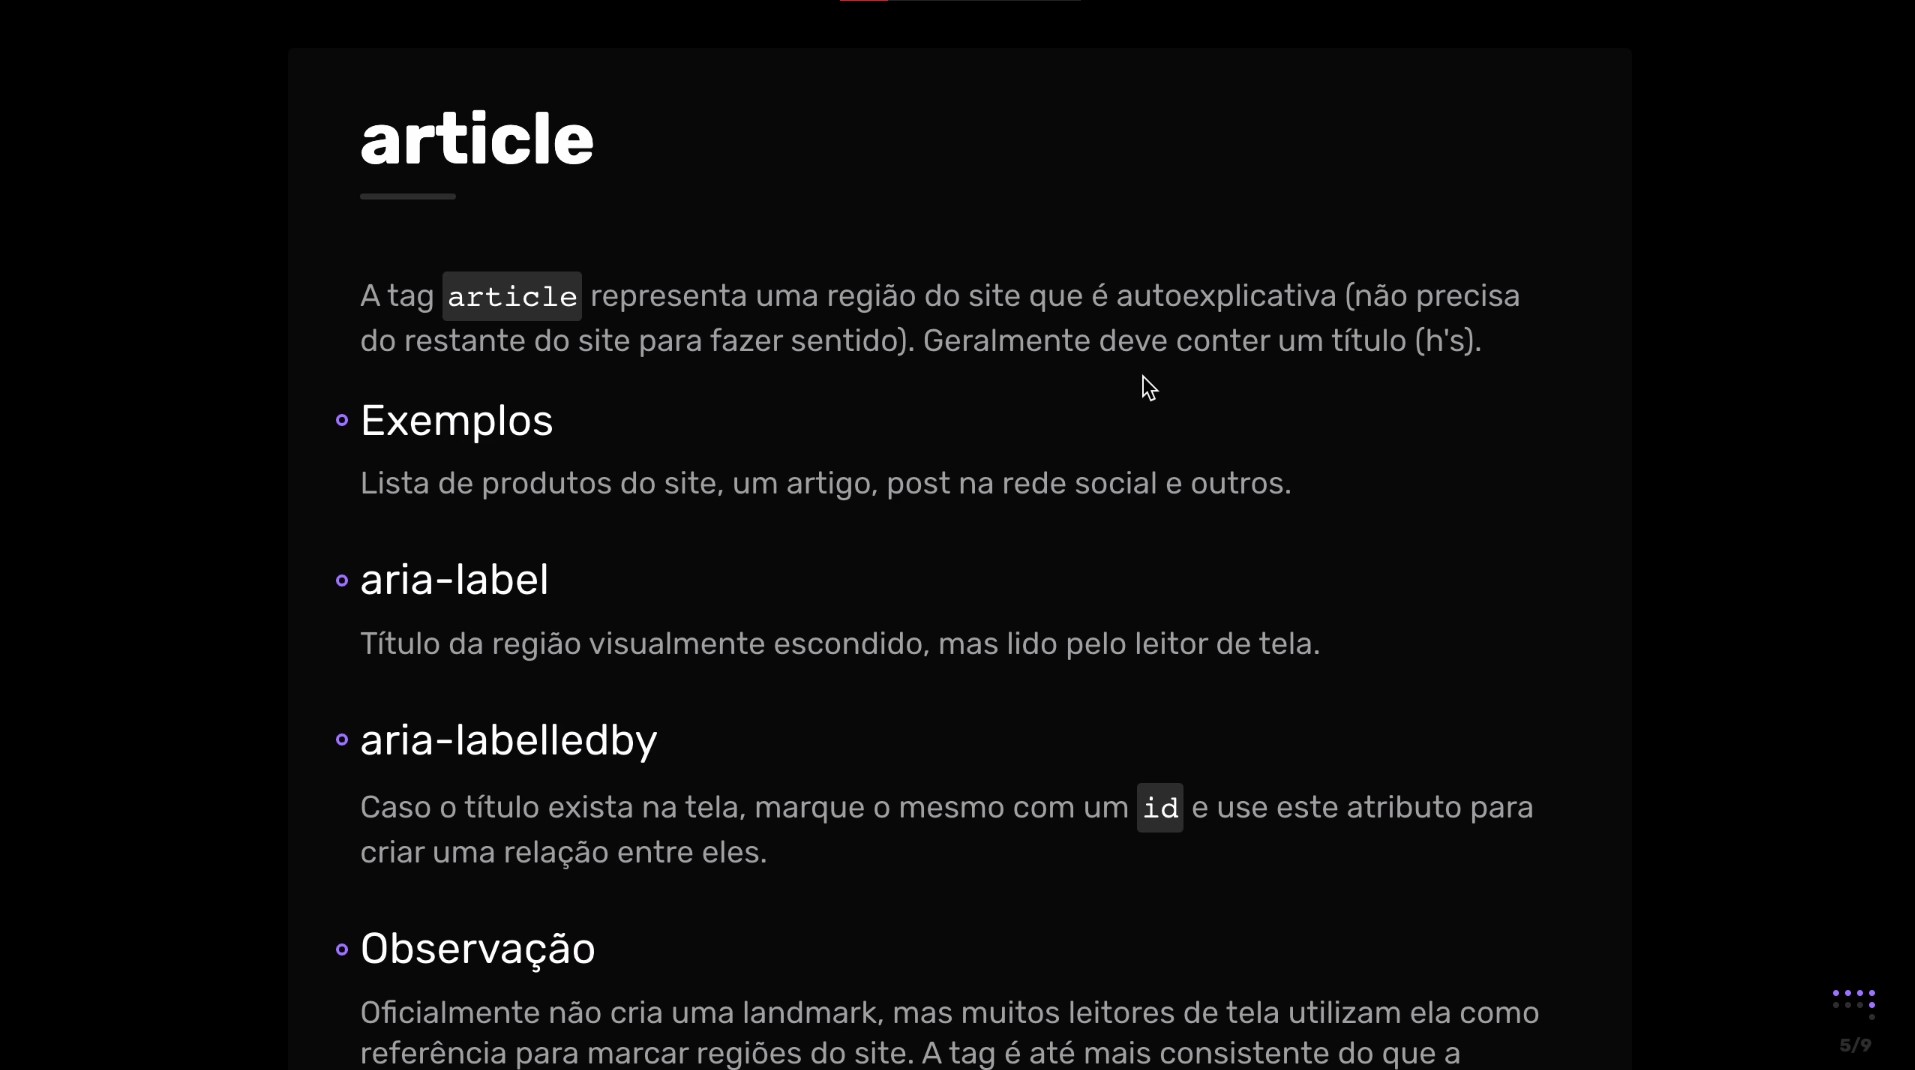 article
A tag article representa uma região do site que é autoexplicativa (não precisa
do restante do site para fazer sentido). Geralmente deve conter um título (h's).
Exemplos
Lista de produtos do site, um artigo, post na rede social e outros.
aria-label
Título da região visualmente escondido, mas lido pelo leitor de tela.
aria-labelledby
Caso o título exista na tela, marque o mesmo com um id e use este atributo para
criar uma relação entre eles.
Observação
Oficialmente não cria uma landmark, mas muitos leitores de tela utilizam ela como
referência para marcar regiões do site. A tag é até mais consistente do que a
5/9